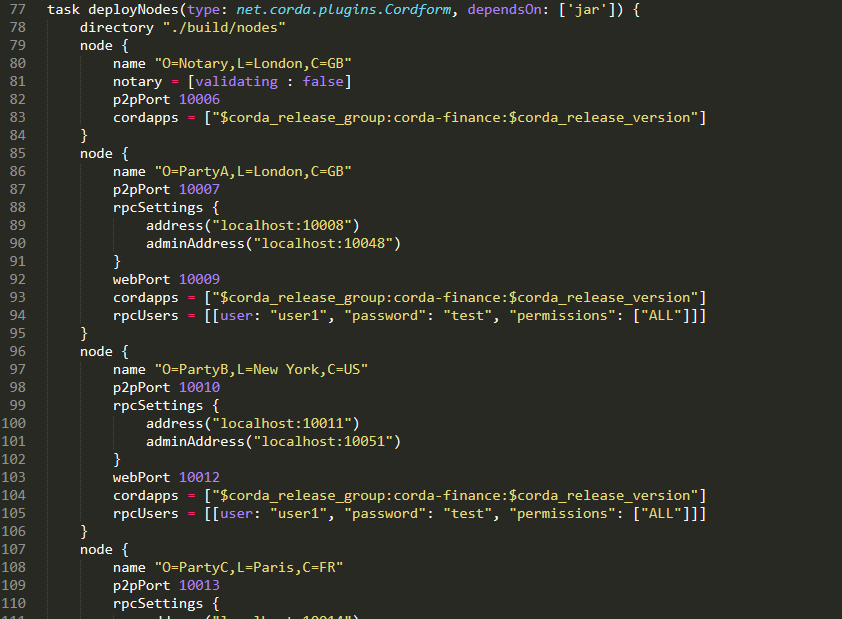 77 task deployNodes(type: net.corda.plugins.Cordform, dependsOn: ['jar']) {
78     directory "./build/nodes"
79     node {
80         name "O=Notary,L=London,C=GB"
81         notary = [validating : false]
82         p2pPort 10006
83         cordapps = ["$corda_release_group:corda-finance:$corda_release_version"]
84     }
85     node {
86         name "O=PartyA,L=London,C=GB"
87         p2pPort 10007
88         rpcSettings {
89             address("localhost:10008")
90             adminAddress("localhost:10048")
91         }
92         webPort 10009
93         cordapps = ["$corda_release_group:corda-finance:$corda_release_version"]
94         rpcUsers = [[user: "user1", "password": "test", "permissions": ["ALL"]]]
95     }
96     node {
97         name "O=PartyB,L=New York,C=US"
98         p2pPort 10010
99         rpcSettings {
100             address("localhost:10011")
101             adminAddress("localhost:10051")
102         }
103         webPort 10012
104         cordapps = ["$corda_release_group:corda-finance:$corda_release_version"]
105         rpcUsers = [[user: "user1", "password": "test", "permissions": ["ALL"]]]
106     }
107     node {
108         name "O=PartyC,L=Paris,C=FR"
109         p2pPort 10013
110         rpcSettings {